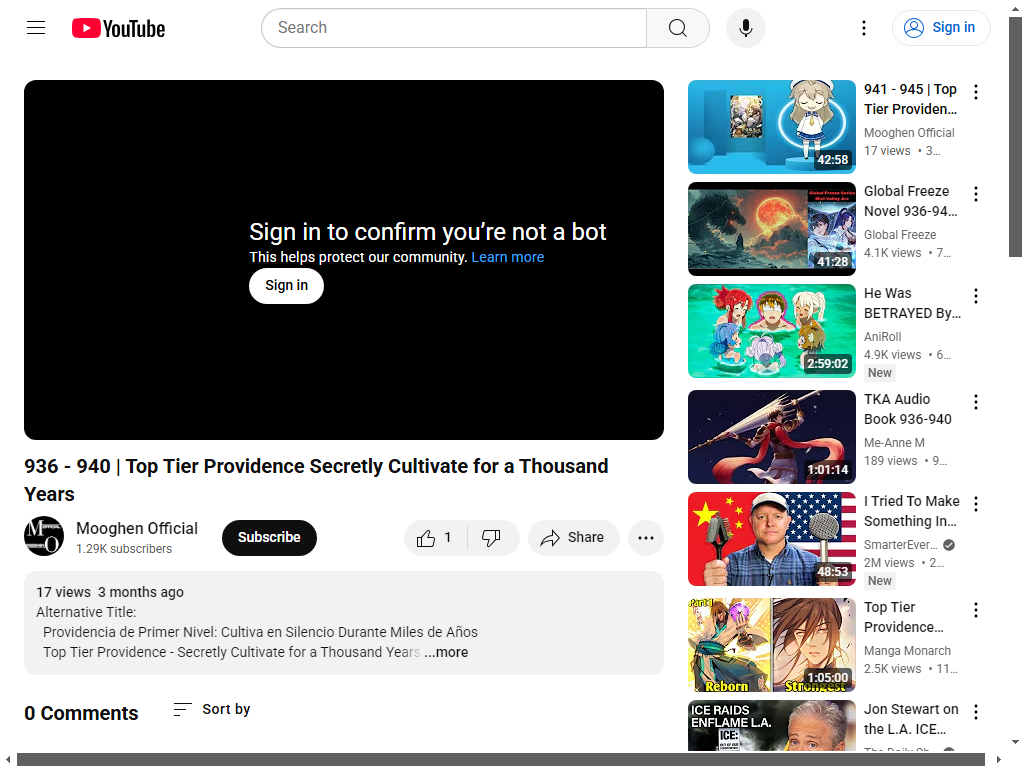 YouTube
Search
Sign in
Sign in to confirm you’re not a bot
This helps protect our community. Learn more
Sign in
936 - 940 | Top Tier Providence Secretly Cultivate for a Thousand
Years
Mooghen Official
1.29K subscribers
Subscribe
1
Share
17 views 3 months ago
Alternative Title:
Providencia de Primer Nivel: Cultiva en Silencio Durante Miles de Años
Top Tier Providence - Secretly Cultivate for a Thousand Years ...more
0 Comments
Sort by
42:58
941 - 945 | Top
Tier Providen...
Mooghen Official
17 views • 3...
Global Freeze Series
Mist Valley Arc
41:28
Global Freeze
Novel 936-94...
Global Freeze
4.1K views • 7...
2:59:02
He Was
BETRAYED By...
AniRoll
4.9K views • 6...
New
1:01:14
TKA Audio
Book 936-940
Me-Anne M
189 views • 9...
48:53
I Tried To Make
Something In...
SmarterEver...
2M views • 2...
New
Part 1
Reborn
Strongest
1:05:00
Top Tier
Providence...
Manga Monarch
2.5K views • 11...
ICE RAIDS
ENFLAME L.A.
ICE:
Jon Stewart on
the L.A. ICE...